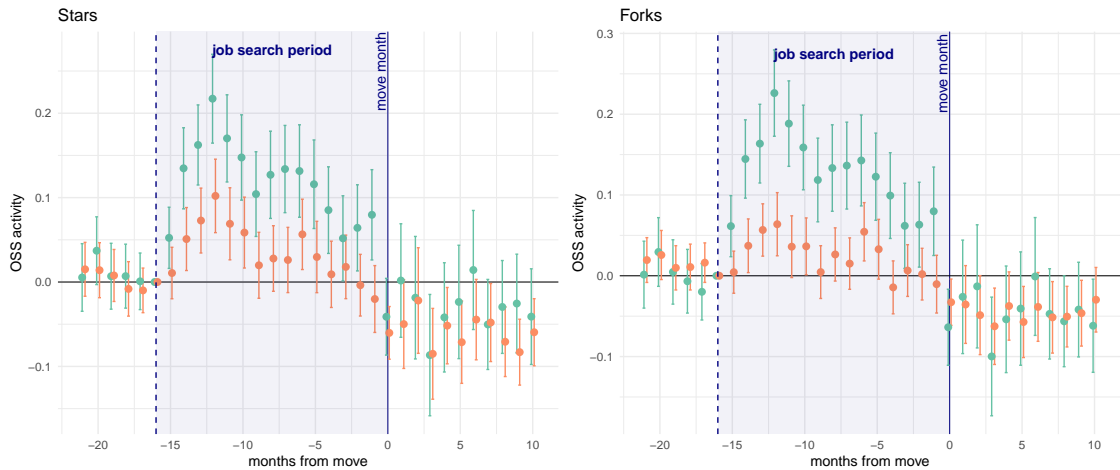 Stars
job search period
move month
OSS activity
0.2
0.1
0.0
−0.1
−20
−15
−10
−5
0
5
10
months from move
Forks
job search period
move month
OSS activity
0.3
0.2
0.1
0.0
−0.1
−20
−15
−10
−5
0
5
10
months from move